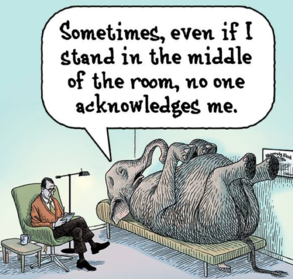 Sometimes, even if I
stand in the middle
of the room, no one
acknowledges me.